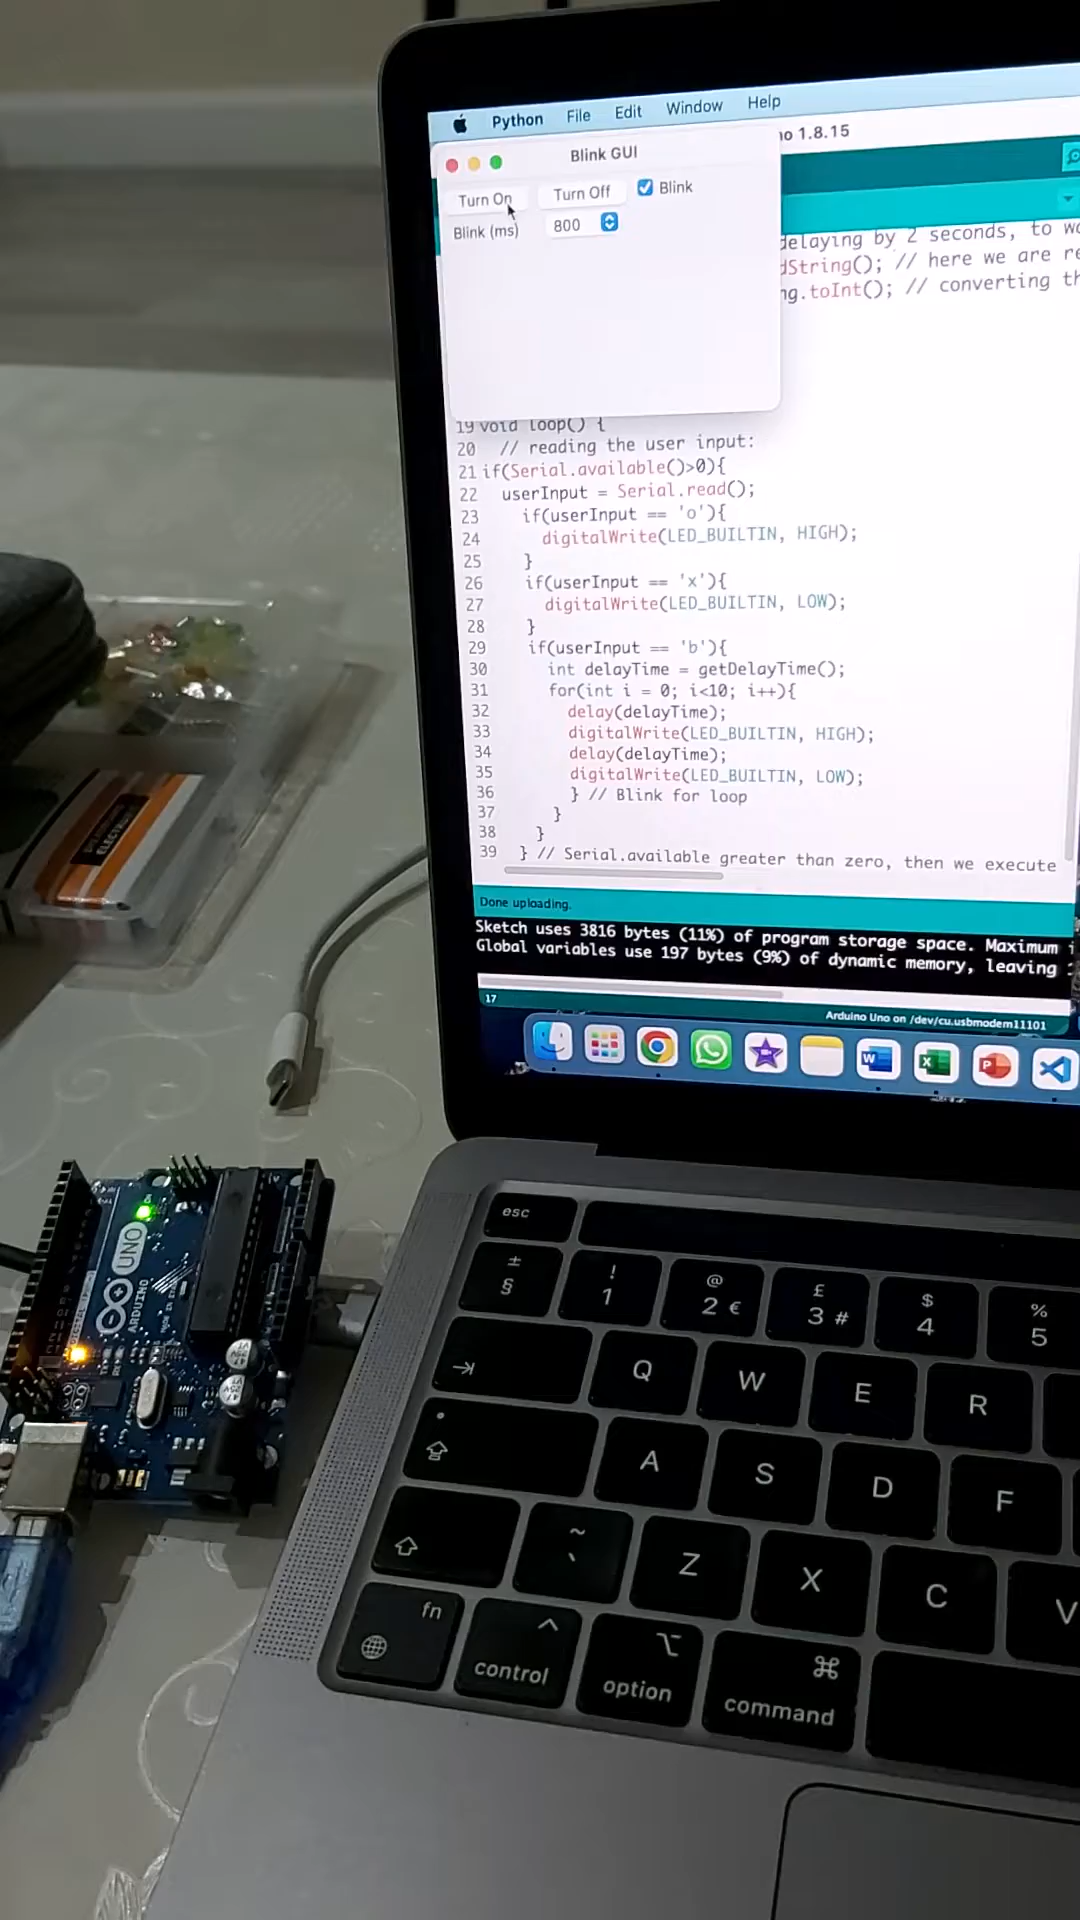 Python File Edit Window Help
Blink GUI
no 1.8.15
Turn On Turn Off Blink
Blink (ms) 800
delaying by 2 seconds, to
dString(); // here we are
ng.toInt(); // converting
19 void loop() {
20 // reading the user input:
21 if(Serial.available()>0){
22 userInput = Serial.read();
23 if(userInput == 'o'){
24 digitalWrite(LED_BUILTIN, HIGH);
25 }
26 if(userInput == 'x'){
27 digitalWrite(LED_BUILTIN, LOW);
28 }
29 if(userInput == 'b'){
30 int delayTime = getDelayTime();
31 for(int i = 0; i<10; i++){
32 delay(delayTime);
33 digitalWrite(LED_BUILTIN, HIGH);
34 delay(delayTime);
35 digitalWrite(LED_BUILTIN, LOW);
36 } // Blink for loop
37 }
38 }
39 } // Serial.available greater than zero, then we execute
Done uploading.
Sketch uses 3816 bytes (11%) of program storage space. Maximum
Global variables use 197 bytes (9%) of dynamic memory, leaving
17
Arduino Uno on /dev/cu.usbmodem11101
W X P
ELECTRO
UNO
ARDUINO
ON
esc
± ! @ £ $ %
§ 1 2 € 3 # 4 5
Q W E R
A S D F
~ ` Z X C V
fn
control option command